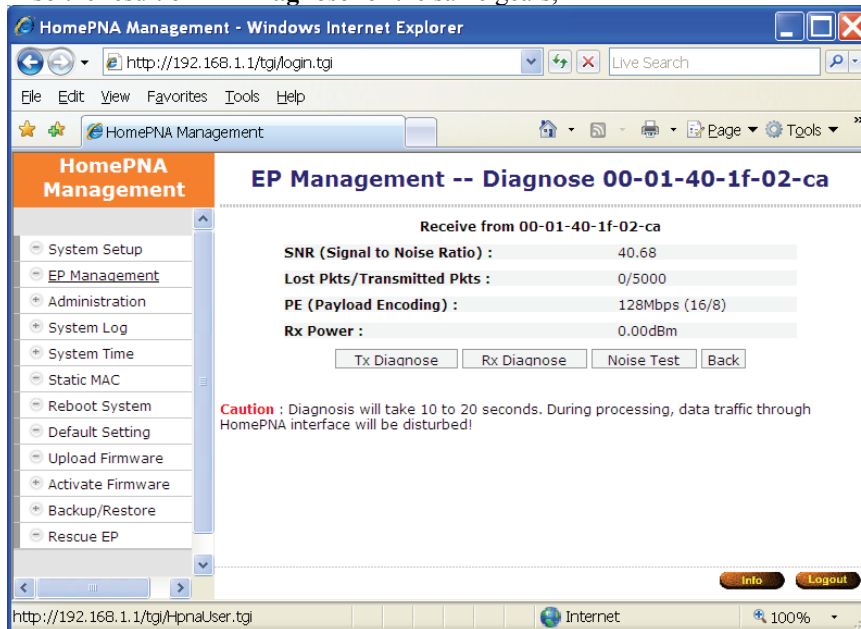 HomePNA Management - Windows Internet Explorer
http://192.168.1.1/tgi/login.tgi
Live Search
File Edit View Favorites Tools Help
HomePNA Management
Page Tools »
HomePNA
Management
System Setup
EP Management
Administration
System Log
System Time
Static MAC
Reboot System
Default Setting
Upload Firmware
Activate Firmware
Backup/Restore
Rescue EP
EP Management -- Diagnose 00-01-40-1f-02-ca
Receive from 00-01-40-1f-02-ca
SNR (Signal to Noise Ratio) : 40.68
Lost Pkts/Transmitted Pkts : 0/5000
PE (Payload Encoding) : 128Mbps (16/8)
Rx Power : 0.00dBm
Tx Diagnose Rx Diagnose Noise Test Back
Caution : Diagnosis will take 10 to 20 seconds. During processing, data traffic through
HomePNA interface will be disturbed!
Info Logout
http://192.168.1.1/tgi/HpnaUser.tgi Internet 100%